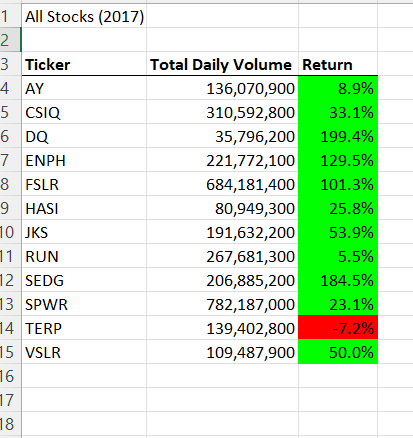 1 All Stocks (2017)
2
3 Ticker Total Daily Volume Return
4 AY 136,070,900 8.9%
5 CSIQ 310,592,800 33.1%
6 DQ 35,796,200 199.4%
7 ENPH 221,772,100 129.5%
8 FSLR 684,181,400 101.3%
9 HASI 80,949,300 25.8%
10 JKS 191,632,200 53.9%
11 RUN 267,681,300 5.5%
12 SEDG 206,885,200 184.5%
13 SPWR 782,187,000 23.1%
14 TERP 139,402,800 -7.2%
15 VSLR 109,487,900 50.0%
16
17
18